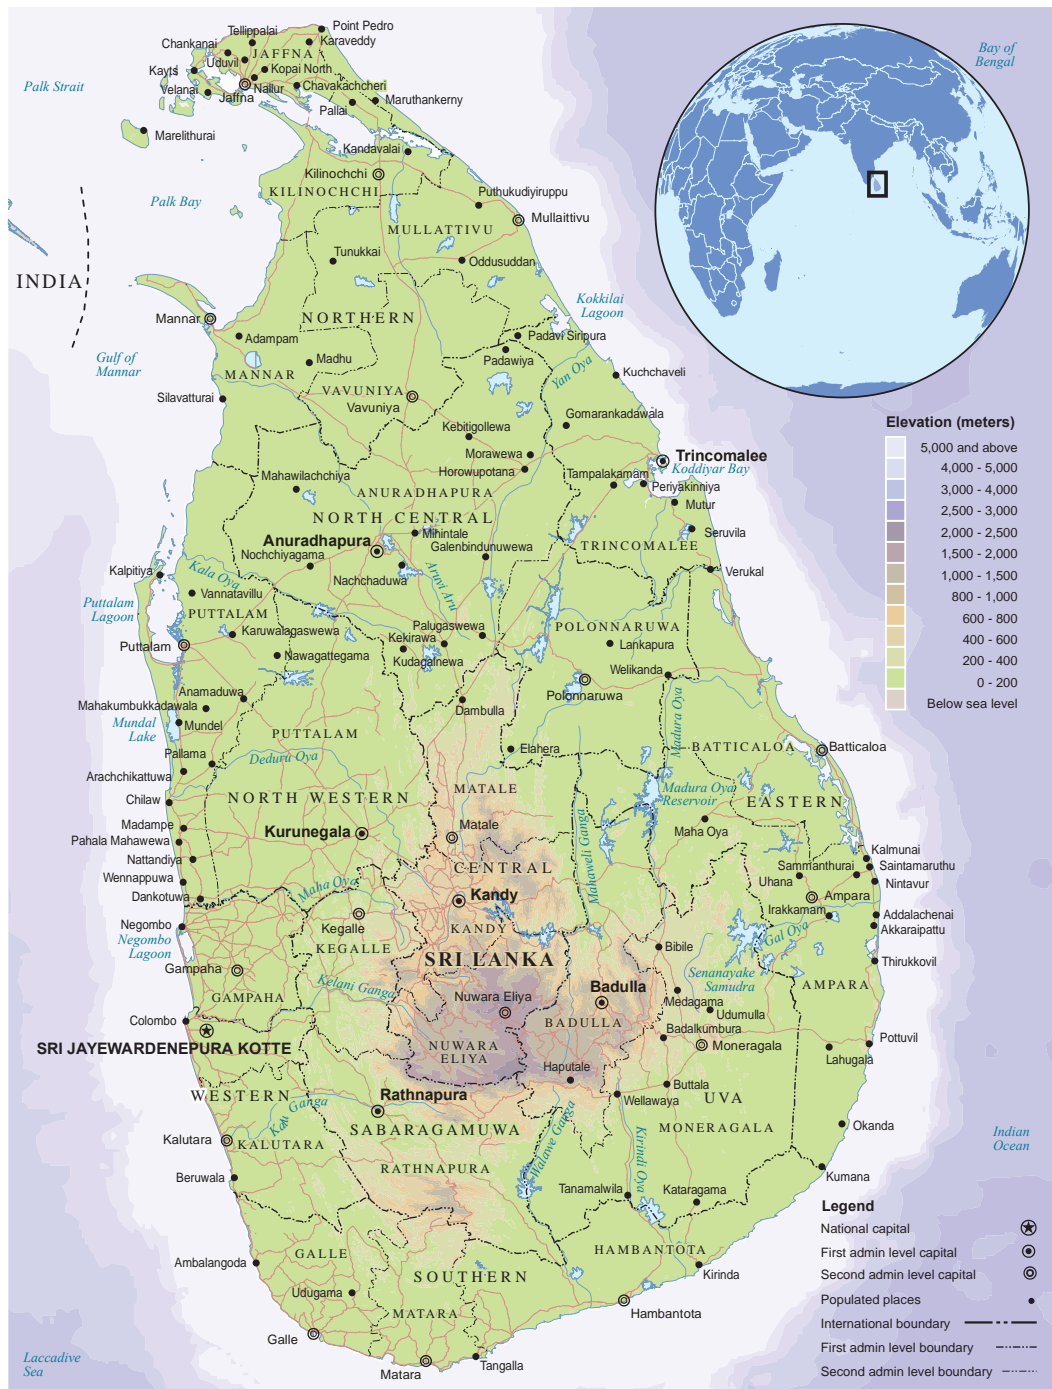 Point Pedro
Tellippalai
Karaveddy
Chankanai
JAFFNA
Uduvil
Kopai North
Kayts
Nallur
Chavakachcheri
Velanai
Jaffna
Maruthankerny
Pallai
Palk Strait
Marelithurai
Kandavalai
Kilinochchi
KILINOCHCHI
Puthukudiyiruppu
Palk Bay
Mullaittivu
MULLATTIVU
Tunukkai
Oddusuddan
INDIA
Kokkilai
Lagoon
Mannar
NORTHERN
Adampam
Padavi Siripura
Padawiya
Gulf of
Mannar
Madhu
MANNAR
Yan Oya
Kuchchaveli
VAVUNIYA
Vavuniya
Silavatturai
Gomarankadawala
Kebitigollewa
Morawewa
Trincomalee
Horowupotana
Koddiyar Bay
Mahawilachchiya
Tampalakamam
Periyakinniya
ANURADHAPURA
Mutur
NORTH CENTRAL
Mihintale
Seruvila
Anuradhapura
Galenbindunuwewa
TRINCOMALEE
Nochchiyagama
Nachchaduwa
Aruvi Aru
Verukal
Kalpitiya
Kala Oya
Vannatavillu
Puttalam
Lagoon
PUTTALAM
Karuwalagaswewa
Palugaswewa
POLONNARUWA
Puttalam
Kekirawa
Lankapura
Nawagattegama
Kudagalnewa
Welikanda
Anamaduwa
Polonnaruwa
Mahakumbukkadawala
Dambulla
Madura Oya
Mundal
Lake
Mundel
PUTTALAM
Elahera
BATTICALOA
Batticaloa
Pallama
Deduru Oya
Arachchikattuwa
MATALE
Madura Oya
Reservoir
Chilaw
NORTH WESTERN
EASTERN
Madampe
Kurunegala
Matale
Mahaweli Ganga
Maha Oya
Pahala Mahawewa
Kalmunai
Nattandiya
CENTRAL
Sammanthurai
Saintamaruthu
Wennappuwa
Maha Oya
Uhana
Nintavur
Dankotuwa
Kandy
Ampara
Irakkamam
Addalachenai
Negombo
Kegalle
KANDY
Gal Oya
Akkaraipattu
Negombo
Lagoon
KEGALLE
Bibile
SRI LANKA
Thirukkovil
Gampaha
Senanayake
Samudra
Kelani Ganga
Badulla
AMPARA
GAMPAHA
Nuwara Eliya
Medagama
Udumulla
Colombo
BADULLA
Badalkumbura
Pottuvil
SRI JAYEWARDENEPURA KOTTE
NUWARA
ELIYA
Moneragala
Lahugala
Haputale
Buttala
WESTERN
Rathnapura
Wellawaya
UVA
Kalu Ganga
SABARAGAMUWA
Walawe Ganga
MONERAGALA
Okanda
Kalutara
KALUTARA
Kirindi Oya
RATHNAPURA
Beruwala
Kumana
Tanamalwila
Kataragama
GALLE
HAMBANTOTA
Ambalangoda
SOUTHERN
Kirinda
Udugama
MATARA
Hambantota
Galle
Tangalla
Matara
Laccadive
Sea
Indian
Ocean
Bay of
Bengal
Elevation (meters)
5,000 and above
4,000 - 5,000
3,000 - 4,000
2,500 - 3,000
2,000 - 2,500
1,500 - 2,000
1,000 - 1,500
800 - 1,000
600 - 800
400 - 600
200 - 400
0 - 200
Below sea level
Legend
National capital
First admin level capital
Second admin level capital
Populated places
International boundary
First admin level boundary
Second admin level boundary